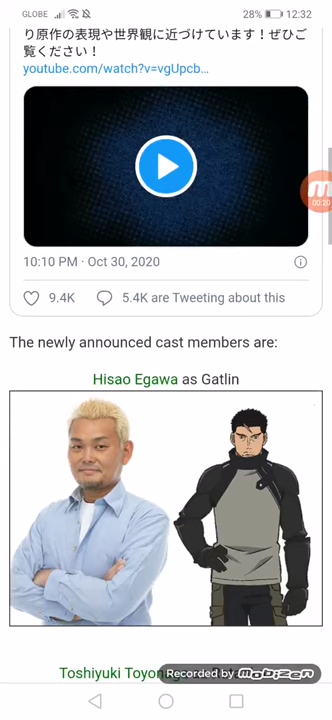 GLOBE 28% 12:32
り原作の表現や世界観に近づけています！ぜひご
覧ください！
youtube.com/watch?v=vgUpcb…
00:20
10:10 PM · Oct 30, 2020
9.4K 5.4K are Tweeting about this
The newly announced cast members are:
Hisao Egawa as Gatlin
Toshiyuki
Recorded by mobizen